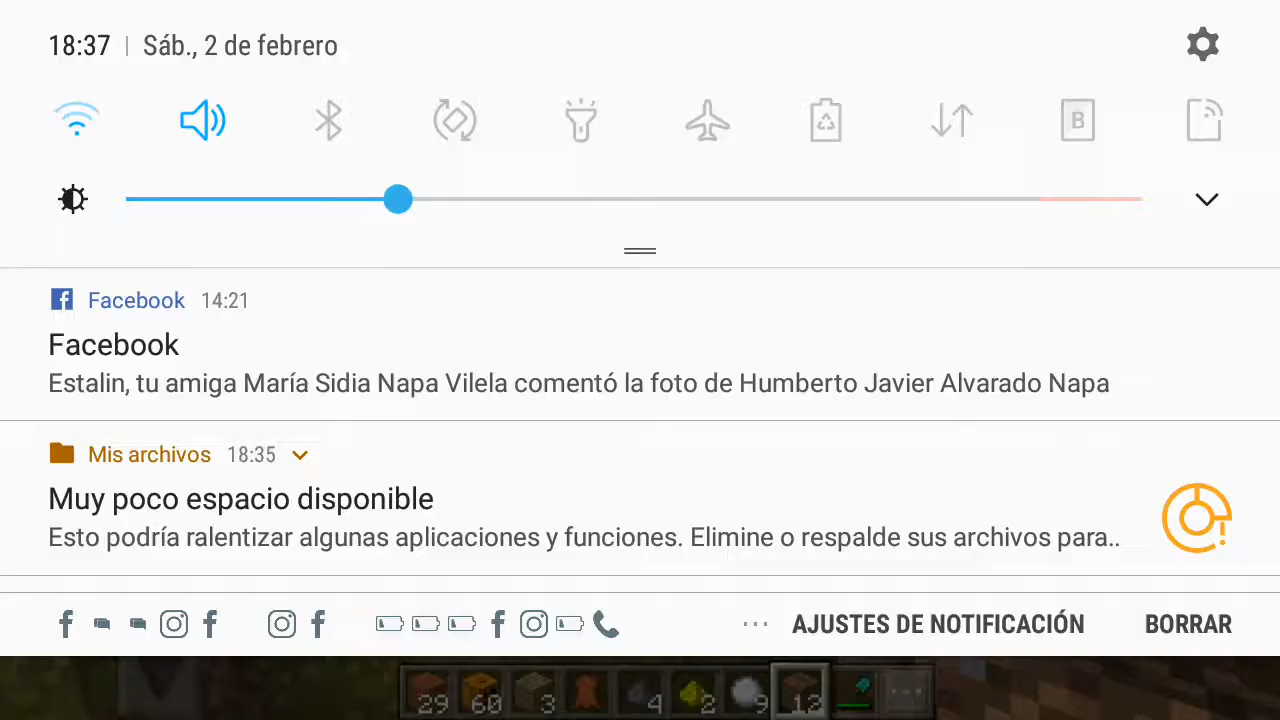 18:37 | Sáb., 2 de febrero
B
Facebook 14:21
Facebook
Estalin, tu amiga María Sidia Napa Vilela comentó la foto de Humberto Javier Alvarado Napa
Mis archivos 18:35
Muy poco espacio disponible
Esto podría ralentizar algunas aplicaciones y funciones. Elimine o respalde sus archivos para..
AJUSTES DE NOTIFICACIÓN BORRAR
29 60 3 4 2 9 12